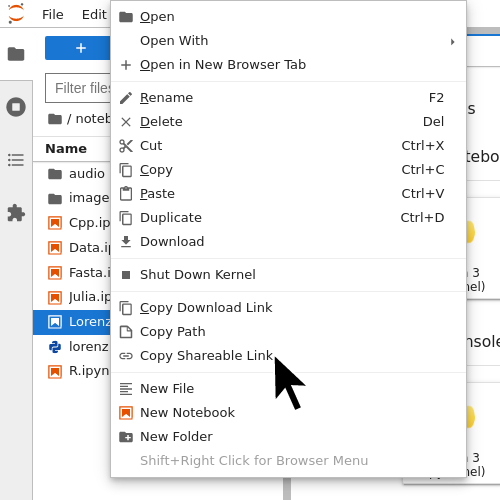 File Edit
+
Filter files
/ noteb
Name
audio
image
Cpp.ip
Data.ip
Fasta.i
Julia.ip
Lorenz
lorenz
R.ipyn
Open
Open With
Open in New Browser Tab
Rename F2
Delete Del
Cut Ctrl+X
Copy Ctrl+C
Paste Ctrl+V
Duplicate Ctrl+D
Download
Shut Down Kernel
Copy Download Link
Copy Path
Copy Shareable Link
New File
New Notebook
New Folder
Shift+Right Click for Browser Menu
s
tebo
3
nel)
nsole
3
nel)